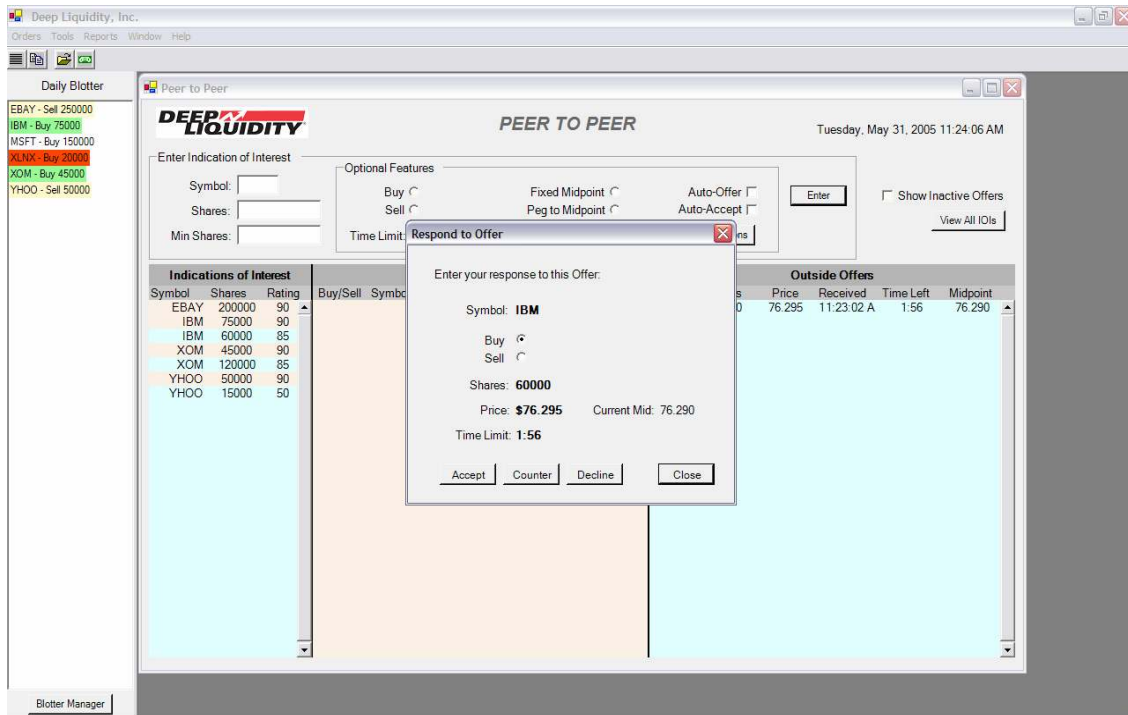 Deep Liquidity, Inc.
Orders Tools Reports Window Help
Daily Blotter
EBAY - Sell 250000
IBM - Buy 75000
MSFT - Buy 150000
XLNX - Buy 20000
XOM - Buy 45000
YHOO - Sell 50000
Blotter Manager
Peer to Peer
DEEP LIQUIDITY
PEER TO PEER
Tuesday, May 31, 2005 11:24:06 AM
Enter Indication of Interest
Symbol:
Shares:
Min Shares:
Optional Features
Buy Fixed Midpoint Auto-Offer
Sell Peg to Midpoint Auto-Accept
Time Limit:
Enter
Show Inactive Offers
View All IOIs
Indications of Interest
Symbol Shares Rating
EBAY 200000 90
IBM 75000 90
IBM 60000 85
XOM 45000 90
XOM 120000 85
YHOO 50000 90
YHOO 15000 50
Buy/Sell
Outside Offers
Price Received Time Left Midpoint
76.295 11:23:02 A 1:56 76.290
Respond to Offer
Enter your response to this Offer:
Symbol: IBM
Buy
Sell
Shares: 60000
Price: $76.295 Current Mid: 76.290
Time Limit: 1:56
Accept Counter Decline Close